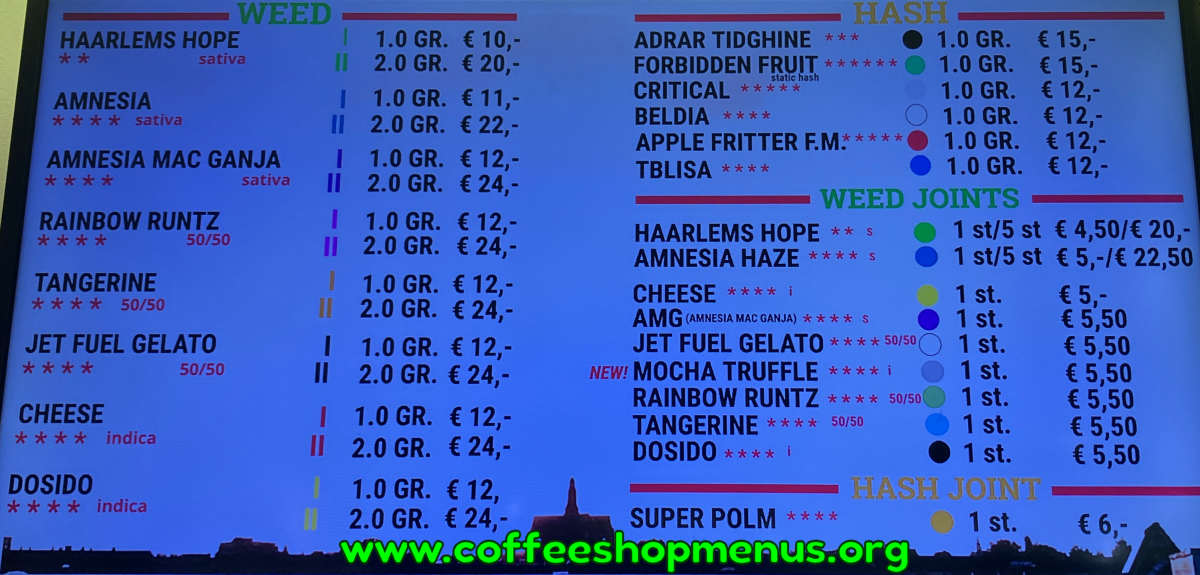 WEED
HAARLEMS HOPE 1.0 GR. € 10,-
** sativa 2.0 GR. € 20,-
AMNESIA 1.0 GR. € 11,-
**** sativa 2.0 GR. € 22,-
AMNESIA MAC GANJA 1.0 GR. € 12,-
**** sativa 2.0 GR. € 24,-
RAINBOW RUNTZ 1.0 GR. € 12,-
**** 50/50 2.0 GR. € 24,-
TANGERINE 1.0 GR. € 12,-
**** 50/50 2.0 GR. € 24,-
JET FUEL GELATO 1.0 GR. € 12,-
**** 50/50 2.0 GR. € 24,-
CHEESE 1.0 GR. € 12,-
**** indica 2.0 GR. € 24,-
DOSIDO 1.0 GR. € 12,
**** indica 2.0 GR. € 24,-
HASH
ADRAR TIDGHINE *** 1.0 GR. € 15,-
FORBIDDEN FRUIT ****** 1.0 GR. € 15,-
static hash
CRITICAL ***** 1.0 GR. € 12,-
BELDIA **** 1.0 GR. € 12,-
APPLE FRITTER F.M. ***** 1.0 GR. € 12,-
TBLISA **** 1.0 GR. € 12,-
WEED JOINTS
HAARLEMS HOPE ** s 1 st/5 st € 4,50/€ 20,-
AMNESIA HAZE **** s 1 st/5 st € 5,-/€ 22,50
CHEESE **** i 1 st. € 5,-
AMG (AMNESIA MAC GANJA) **** s 1 st. € 5,50
JET FUEL GELATO **** 50/50 1 st. € 5,50
NEW! MOCHA TRUFFLE **** i 1 st. € 5,50
RAINBOW RUNTZ **** 50/50 1 st. € 5,50
TANGERINE **** 50/50 1 st. € 5,50
DOSIDO **** i 1 st. € 5,50
HASH JOINT
SUPER POLM **** 1 st. € 6,-
www.coffeeshopmenus.org